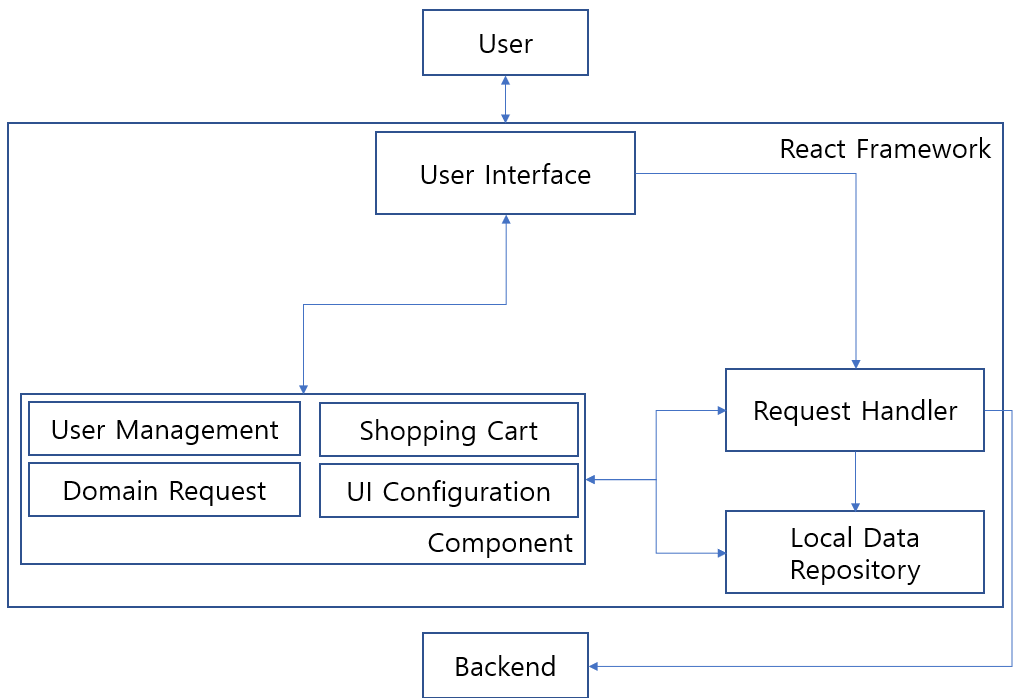 User
React Framework
User Interface
Request Handler
User Management
Shopping Cart
Domain Request
UI Configuration
Component
Local Data
Repository
Backend